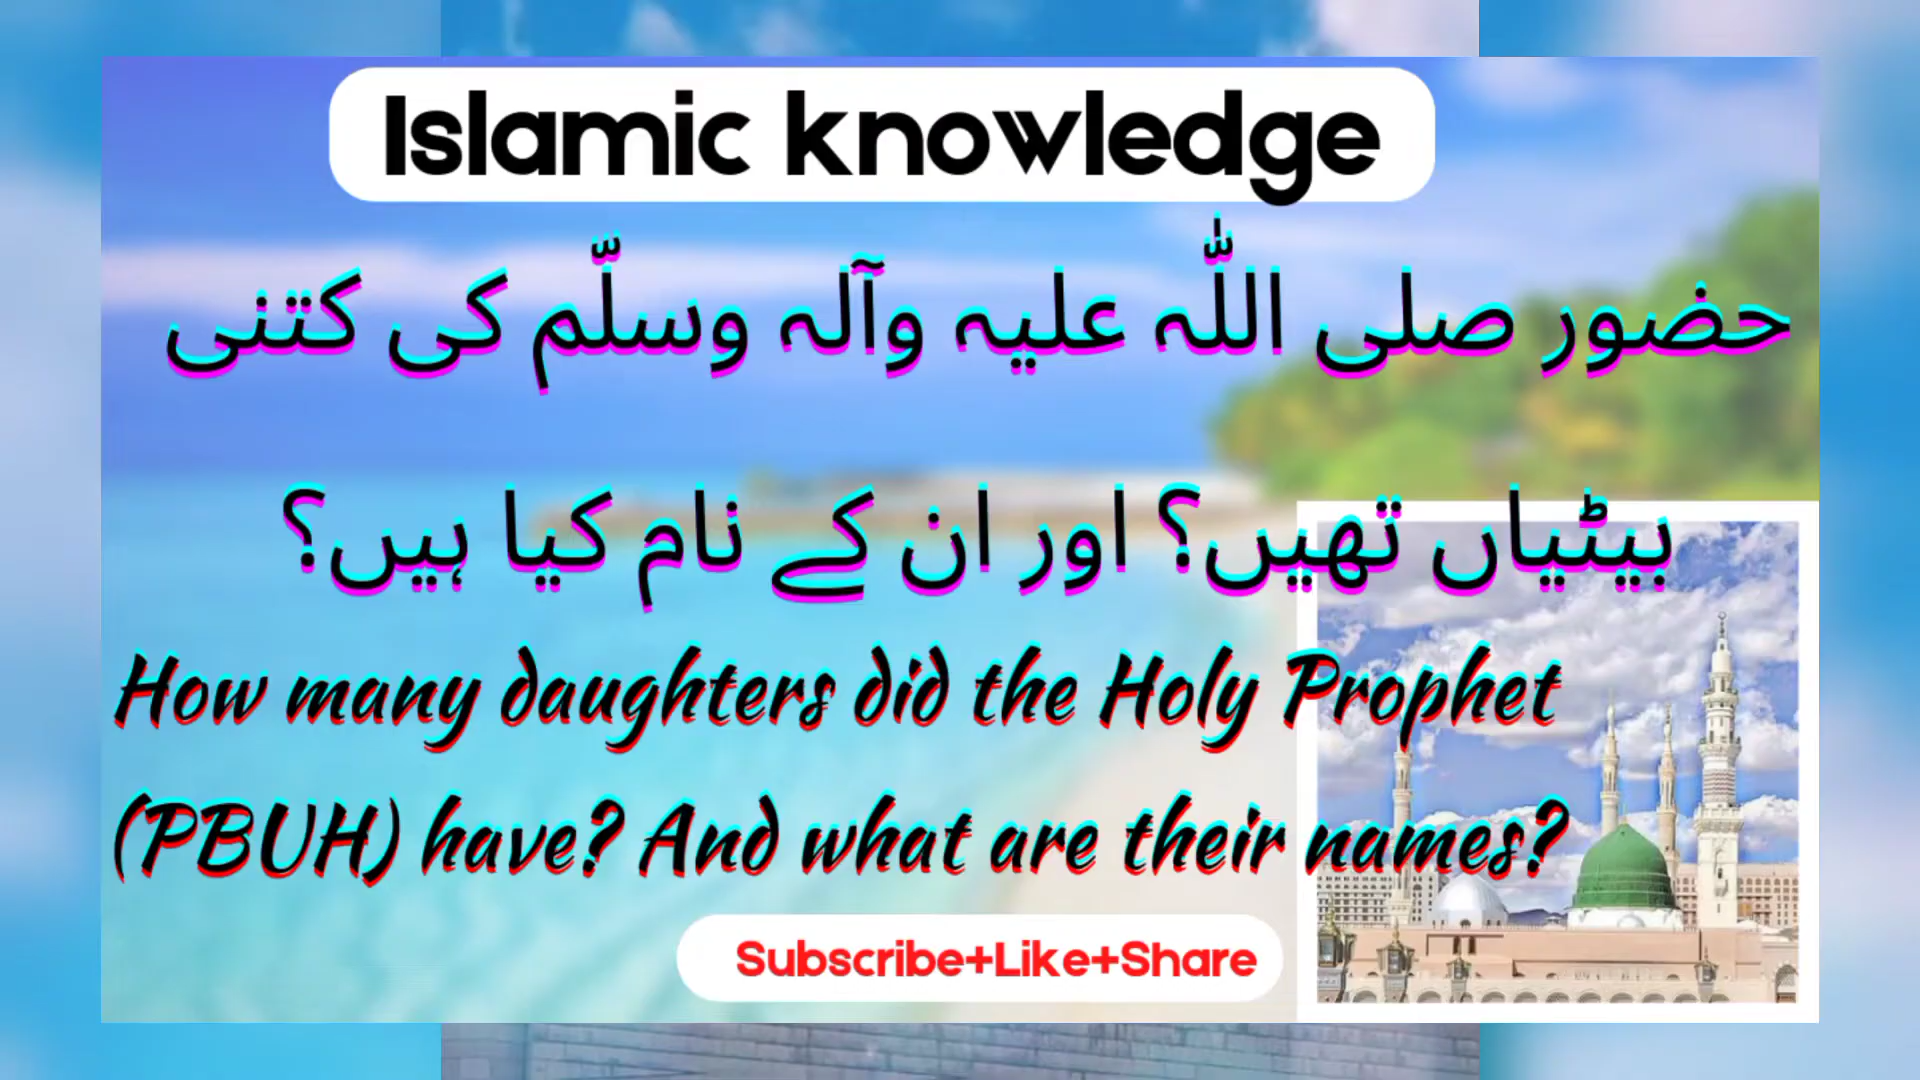 Islamic knowledge
حضور صلی اللّٰہ علیہ وآلہ وسلّم کی کتنی
بیٹیاں تھیں؟ اور ان کے نام کیا ہیں؟
How many daughters did the Holy Prophet
(PBUH) have? And what are their names?
Subscribe+Like+Share